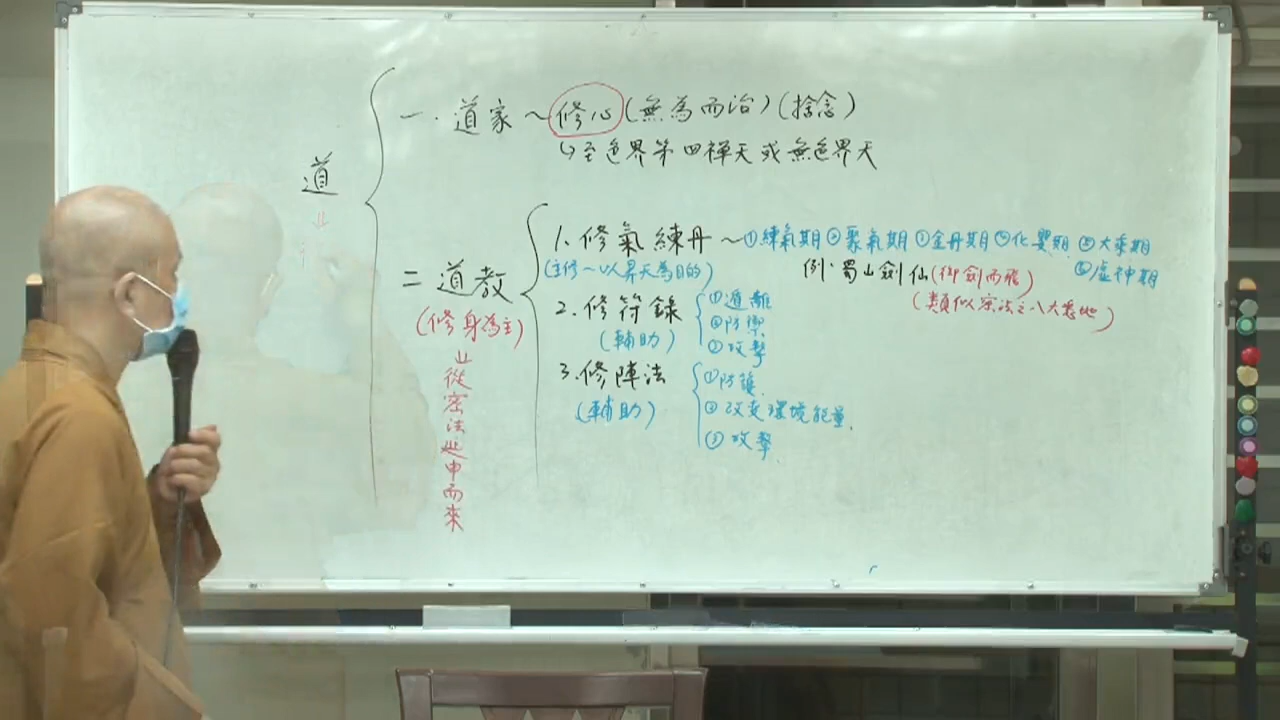 道
一. 道家～修心(無為而治)(捨念)
↳至色界第四禪天或無色界天
二 道教
(修身為主)
從密法延申而來
1. 修氣練丹～①練氣期②聚氣期③金丹期④化嬰期⑤大乘期
⑥虛神期
(主修～以昇天為目的)
例.蜀山劍仙(御劍而飛)
(類似密法之八大悉地)
2. 修符錄
(輔助)
①遁離
②防禦
③攻擊
3. 修陣法
(輔助)
①防護
②改变環境能量.
③攻擊.